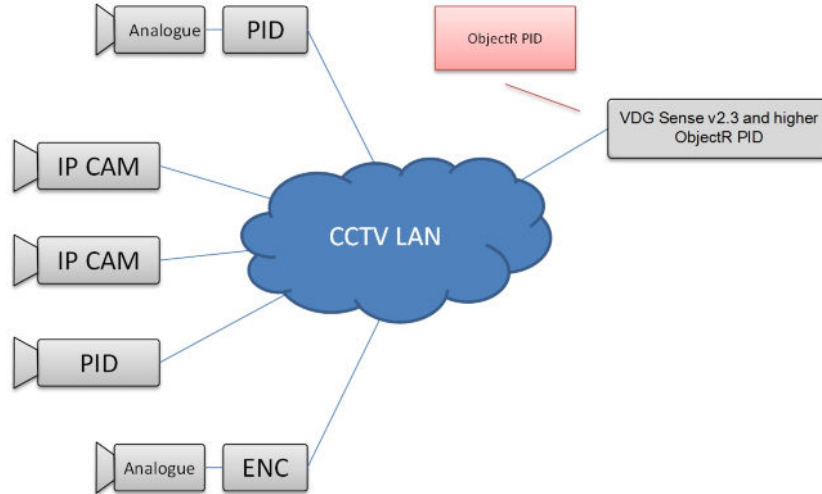 Analogue
PID
ObjectR PID
VDG Sense v2.3 and higher
ObjectR PID
IP CAM
CCTV LAN
IP CAM
PID
Analogue
ENC